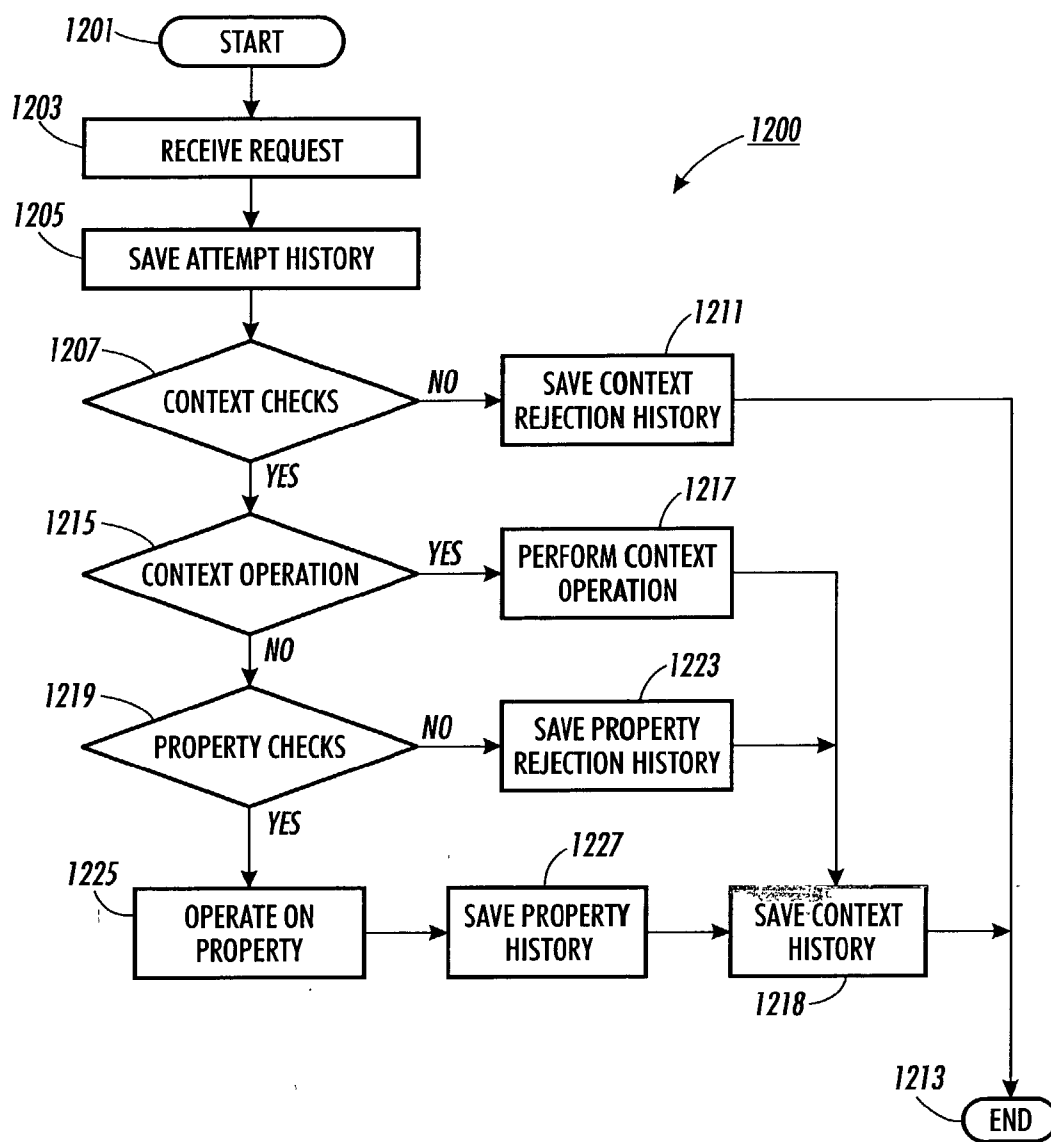 1201
START
1203
RECEIVE REQUEST
1200
1205
SAVE ATTEMPT HISTORY
1207
CONTEXT CHECKS
NO
1211
SAVE CONTEXT
REJECTION HISTORY
YES
1215
CONTEXT OPERATION
YES
1217
PERFORM CONTEXT
OPERATION
NO
1219
PROPERTY CHECKS
NO
1223
SAVE PROPERTY
REJECTION HISTORY
YES
1225
OPERATE ON
PROPERTY
1227
SAVE PROPERTY
HISTORY
SAVE CONTEXT
HISTORY
1218
1213
END